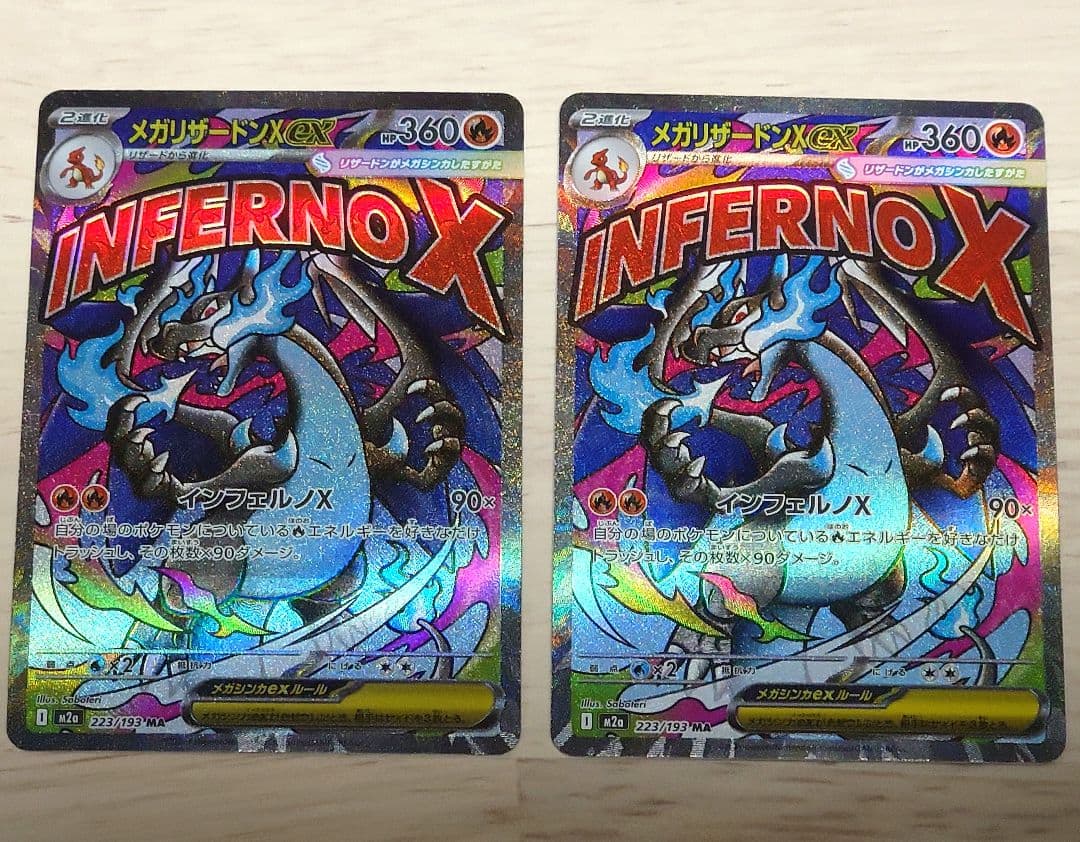 2進化
メガリザードンXex
HP360
リザードから進化
リザードンがメガシンカしたすがた
INFERNO X
インフェルノX
90×
自分の場のポケモンについているエネルギーを好きなだけ
トラッシュし、その枚数×90ダメージ。
弱点 ×2 抵抗力 にげる
メガシンカexルール
Illus. Saboteri
I M2a 223/193 MA
2進化
メガリザードンXex
HP360
リザードから進化
リザードンがメガシンカしたすがた
INFERNO X
インフェルノX
90×
自分の場のポケモンについているエネルギーを好きなだけ
トラッシュし、その枚数×90ダメージ。
弱点 ×2 抵抗力 にげる
メガシンカexルール
Illus. Saboteri
I M2a 223/193 MA